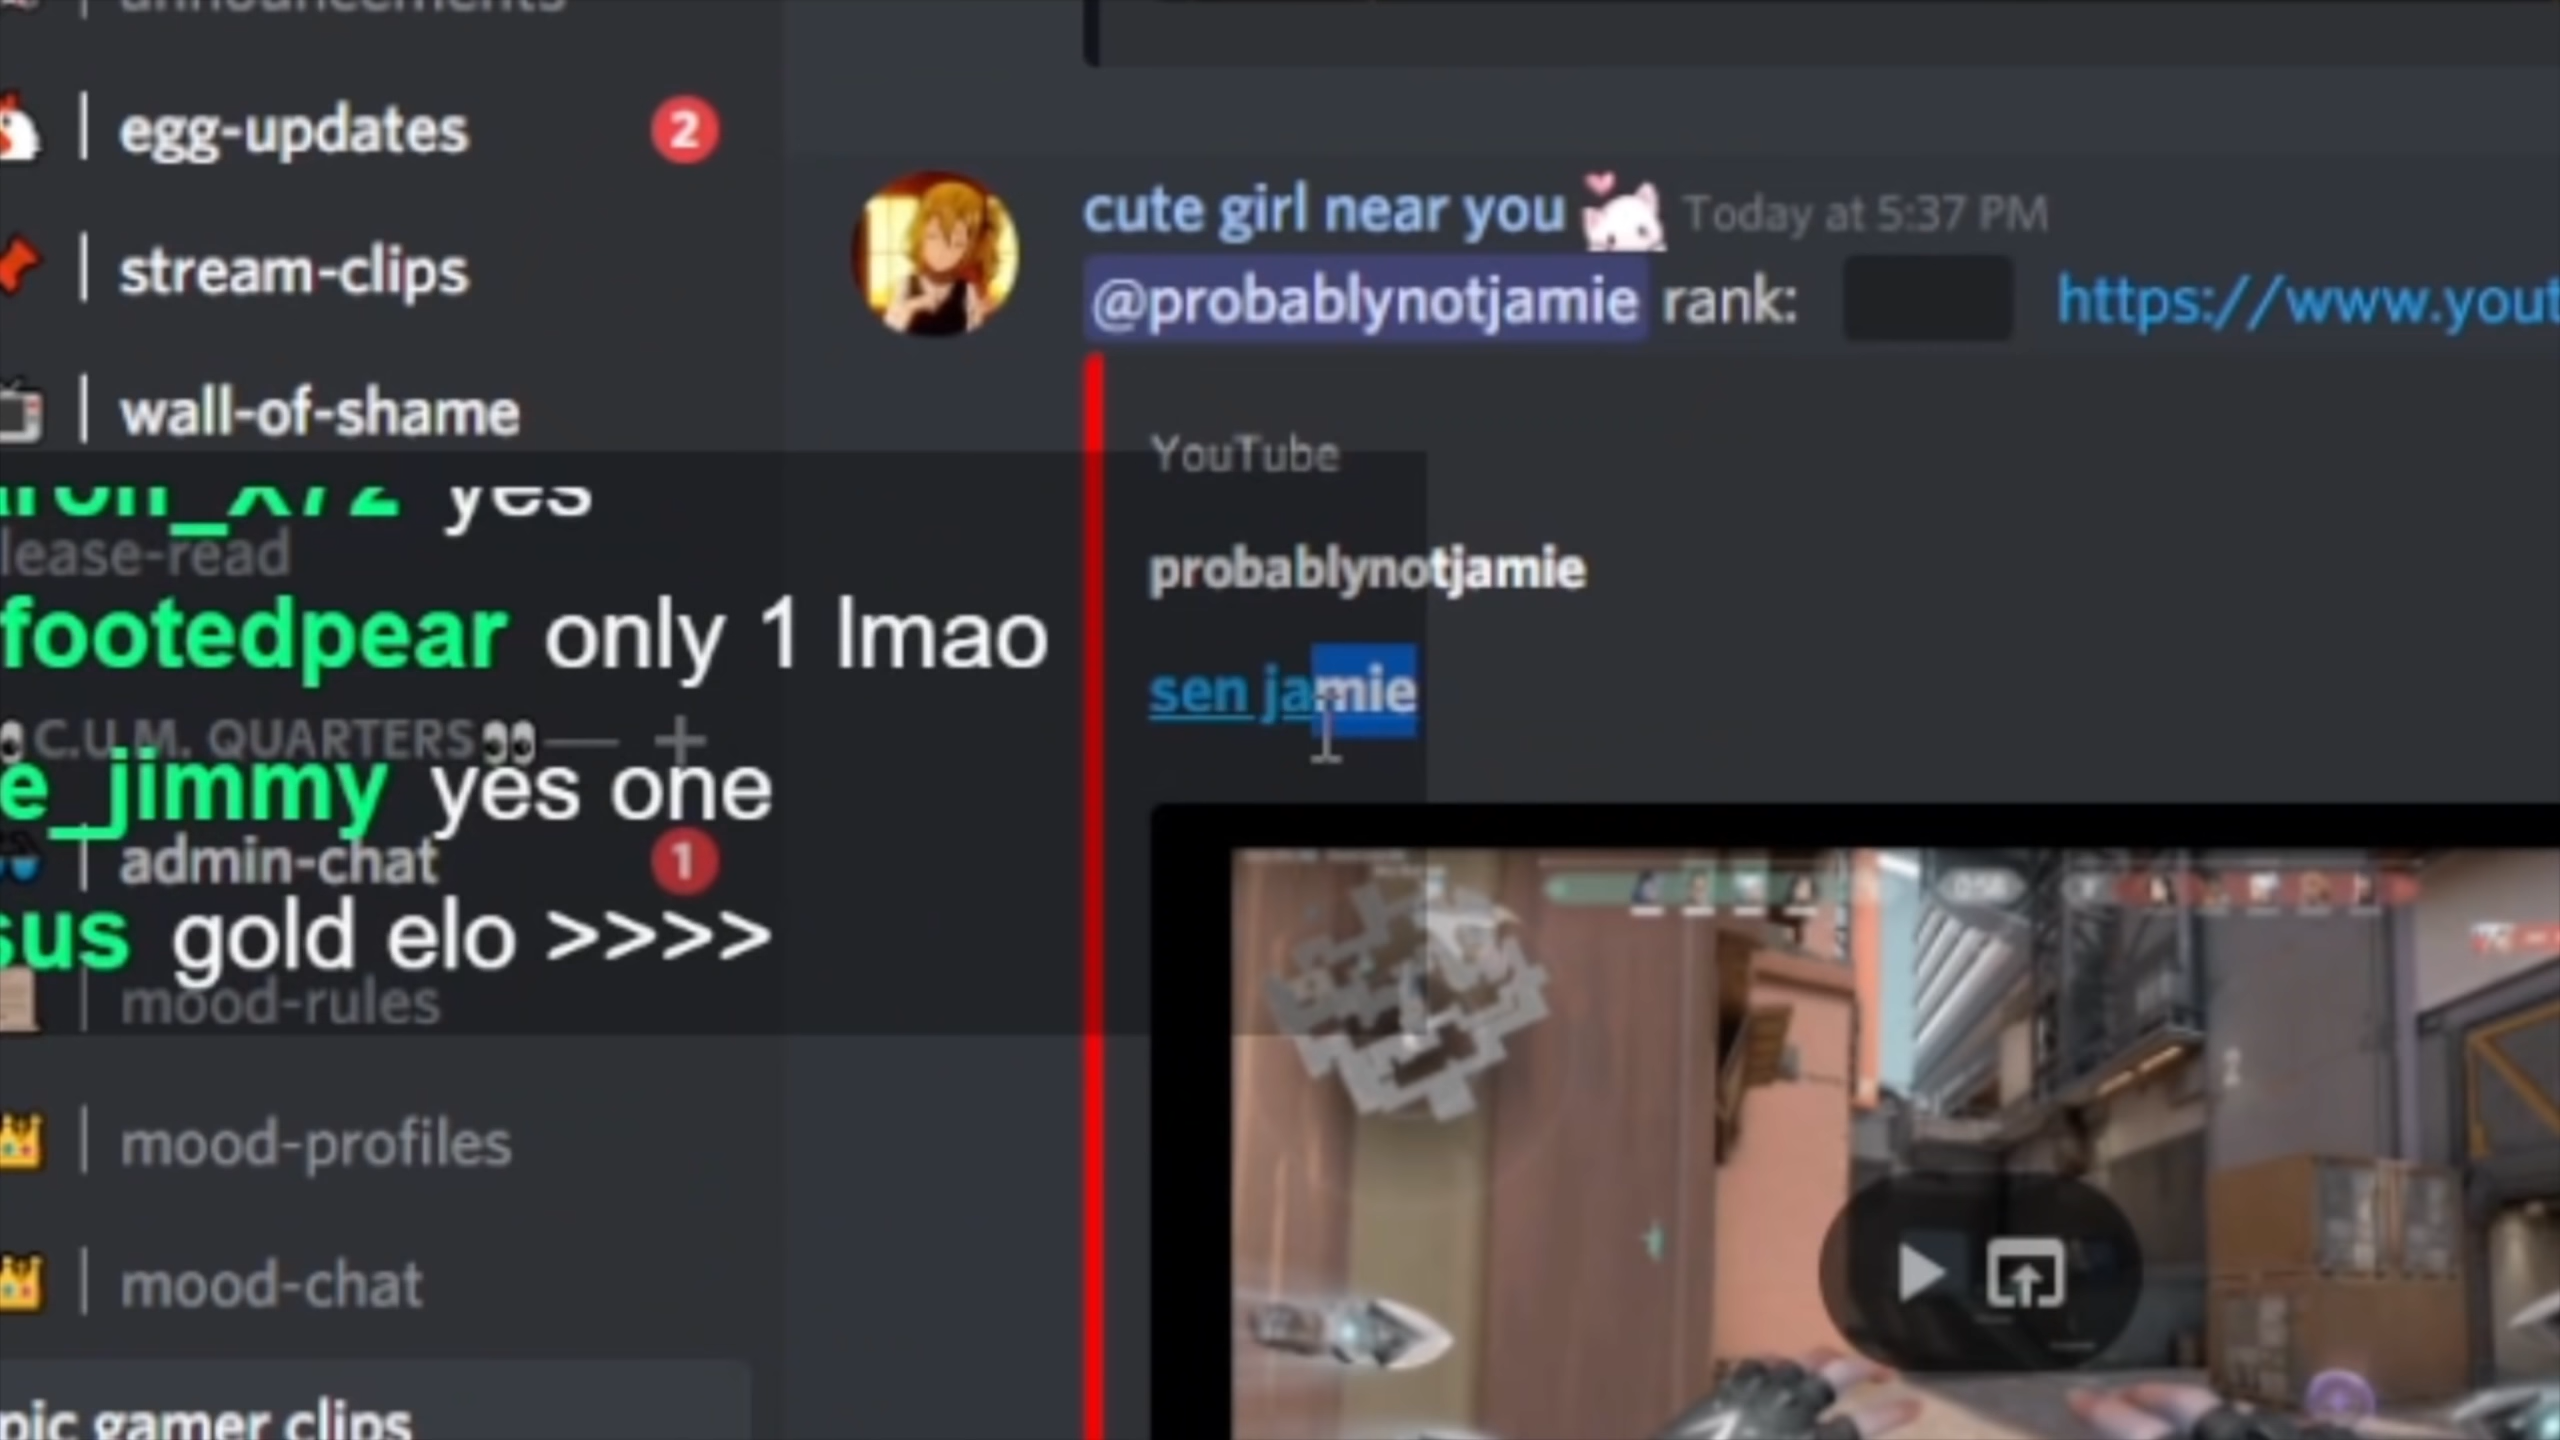 announcements
egg-updates 2
stream-clips
wall-of-shame
yes
lease-read
footedpear only 1 lmao
C.U.M. QUARTERS
e_jimmy yes one
admin-chat 1
sus gold elo >>>>
mood-rules
mood-profiles
mood-chat
pic gamer clips
cute girl near you Today at 5:37 PM
@probablynotjamie rank: https://www.yout
YouTube
probablynotjamie
sen jamie